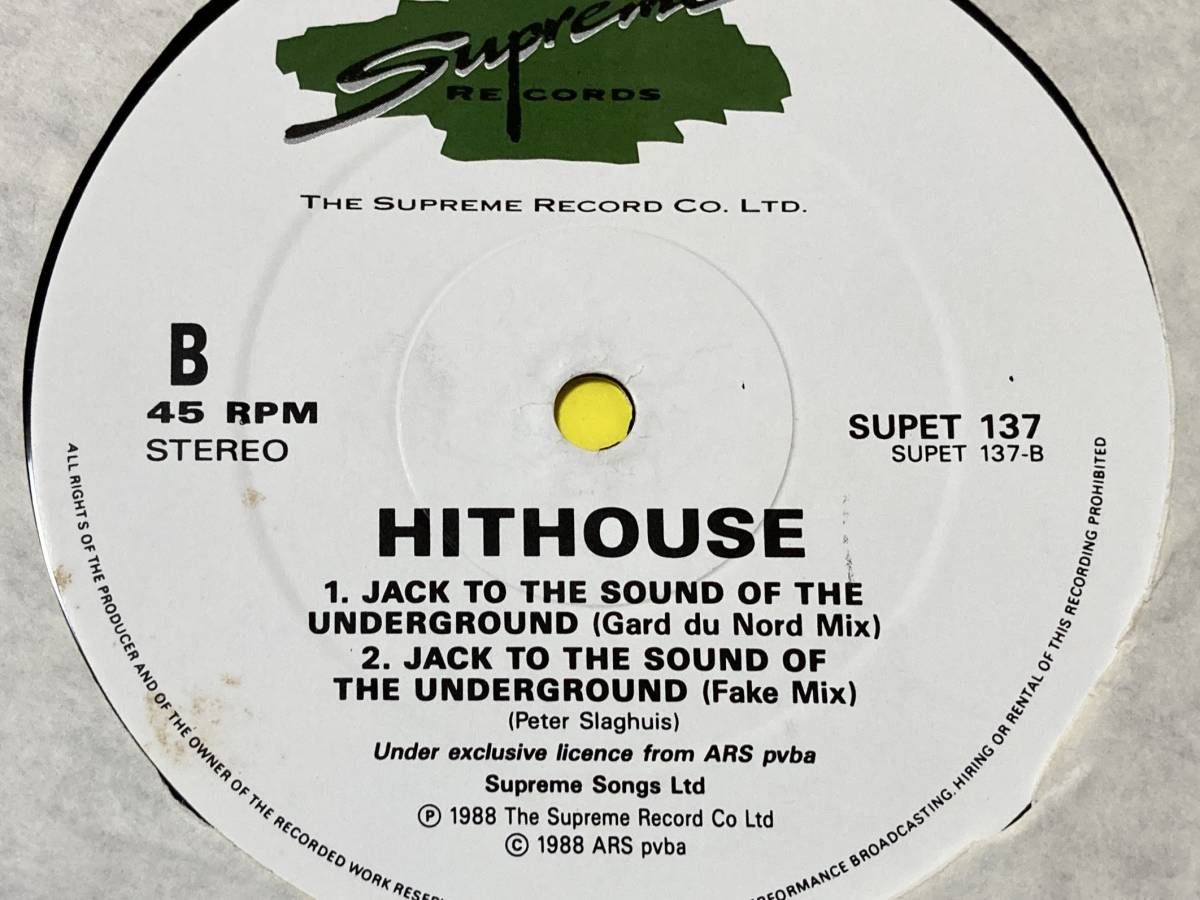 Supreme
RECORDS
THE SUPREME RECORD CO. LTD.
B
45 RPM
STEREO
SUPET 137
SUPET 137-B
HITHOUSE
1. JACK TO THE SOUND OF THE
UNDERGROUND (Gard du Nord Mix)
2. JACK TO THE SOUND OF
THE UNDERGROUND (Fake Mix)
(Peter Slaghuis)
Under exclusive licence from ARS pvba
Supreme Songs Ltd
Ⓟ 1988 The Supreme Record Co Ltd
© 1988 ARS pvba
ALL RIGHTS OF THE PRODUCER AND OF THE OWNER OF THE RECORDED WORK
BROADCASTING. HIRING OR RENTAL OF THIS RECORDING PROHIBITED